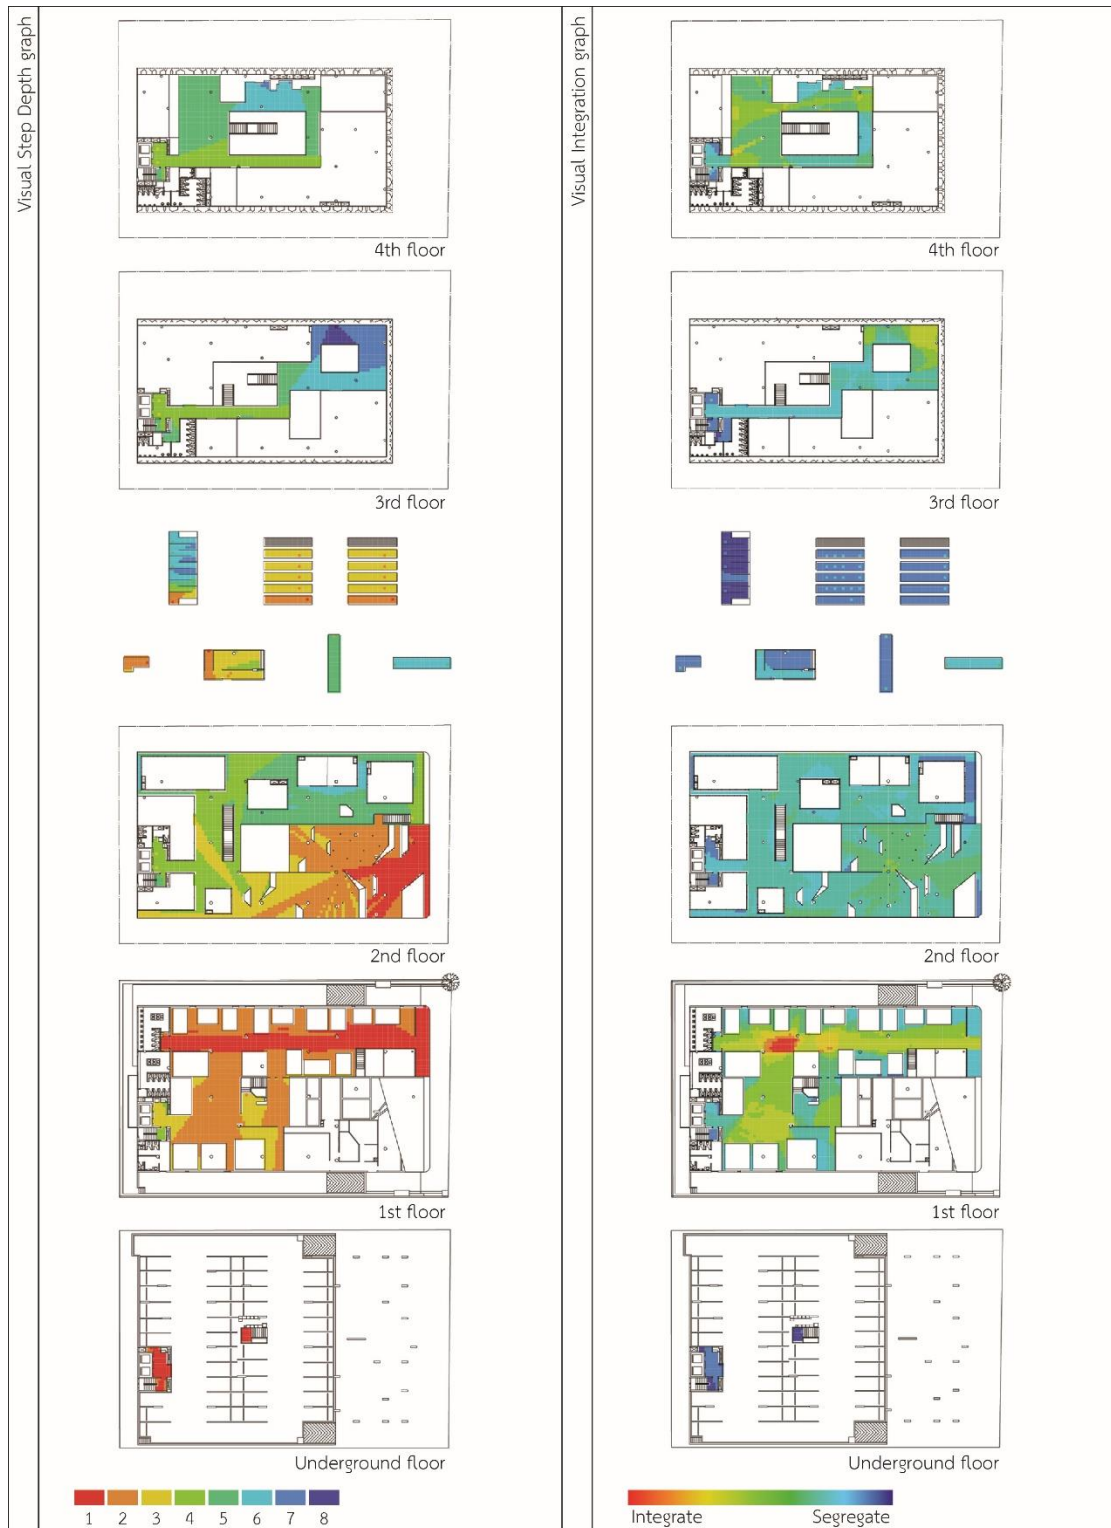 Visual Step Depth graph
4th floor
3rd floor
2nd floor
1st floor
Underground floor
1 2 3 4 5 6 7 8
Visual Integration graph
4th floor
3rd floor
2nd floor
1st floor
Underground floor
Integrate Segregate